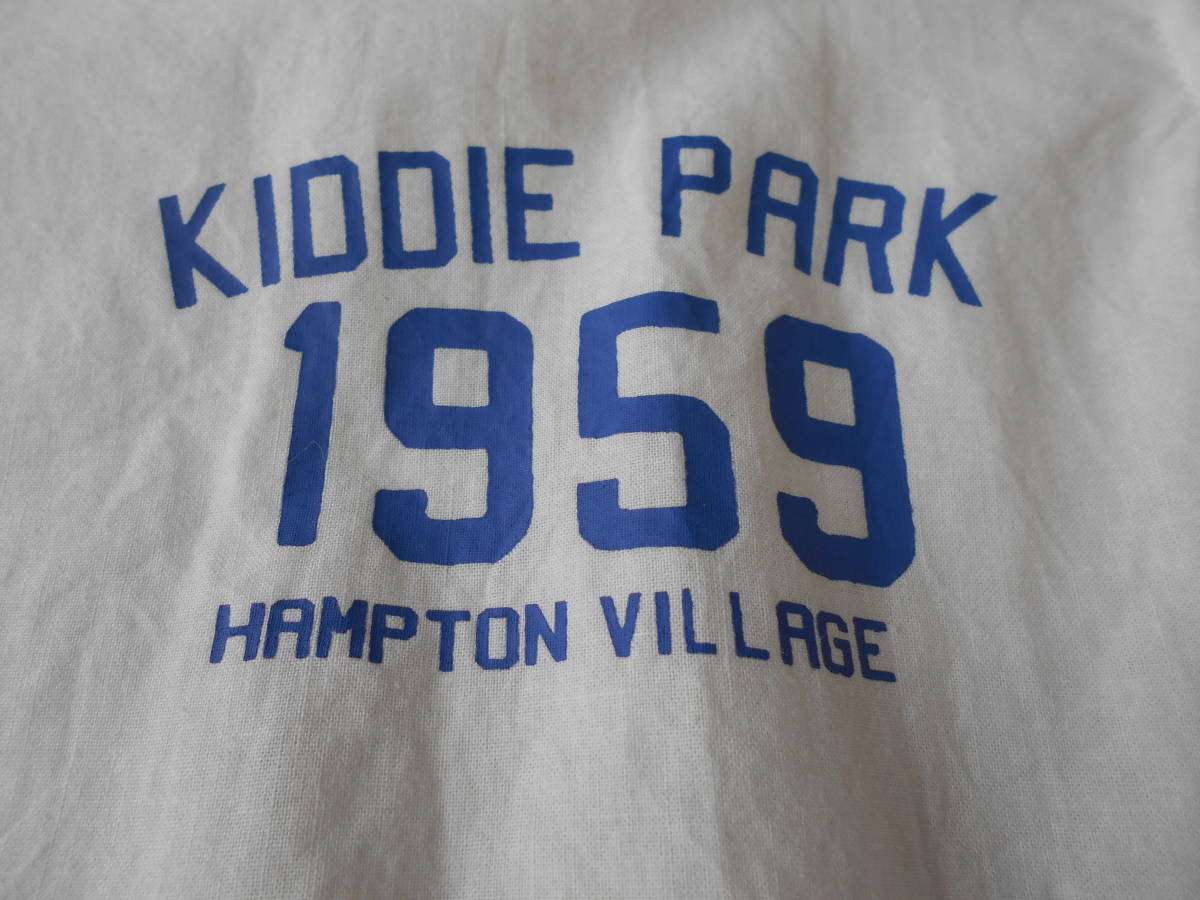 KIDDIE PARK
1959
HAMPTON VILLAGE